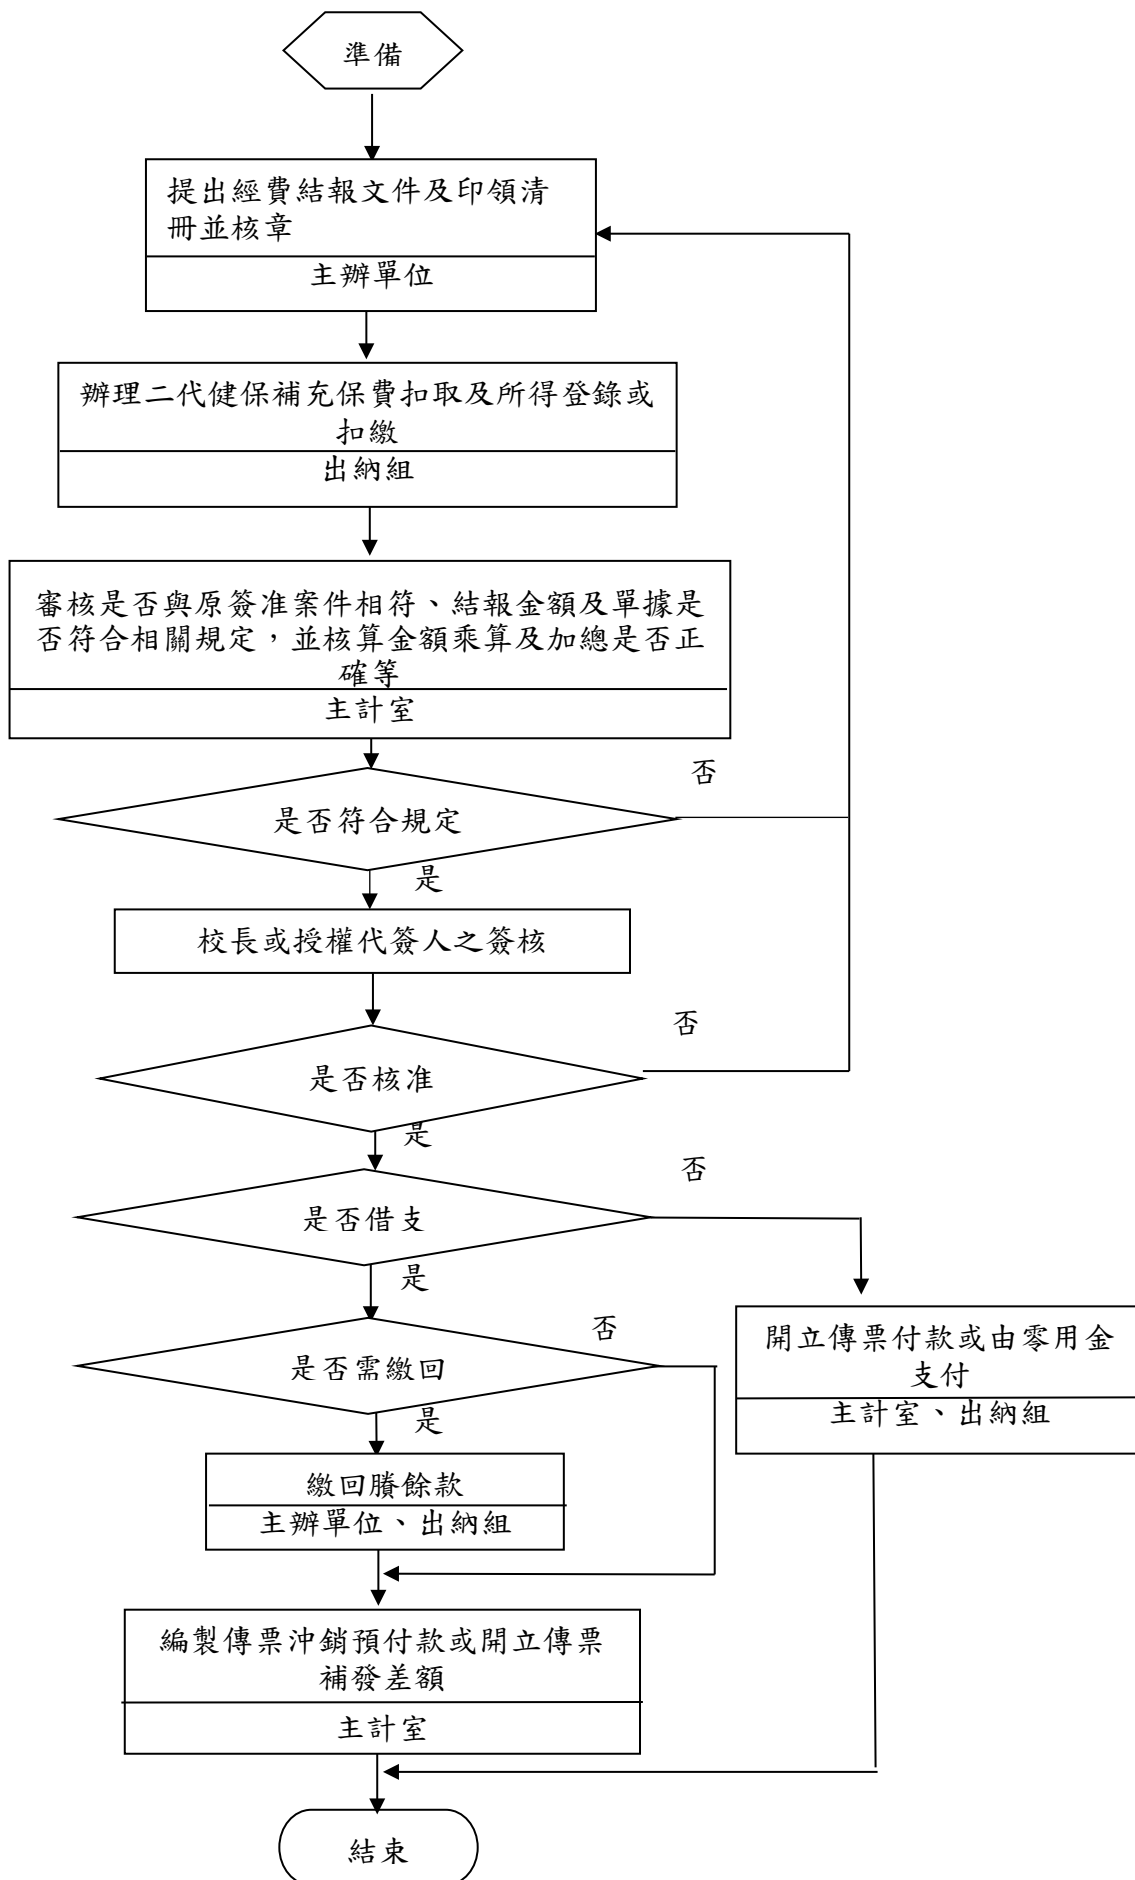 準備
提出經費結報文件及印領清
冊並核章
主辦單位
辦理二代健保補充保費扣取及所得登錄或
扣繳
出納組
審核是否與原簽准案件相符、結報金額及單據是
否符合相關規定，並核算金額乘算及加總是否正
確等
主計室
否
是否符合規定
是
校長或授權代簽人之簽核
否
是否核准
是
否
是否借支
是
否
開立傳票付款或由零用金
支付
主計室、出納組
是否需繳回
是
繳回賸餘款
主辦單位、出納組
編製傳票沖銷預付款或開立傳票
補發差額
主計室
結束